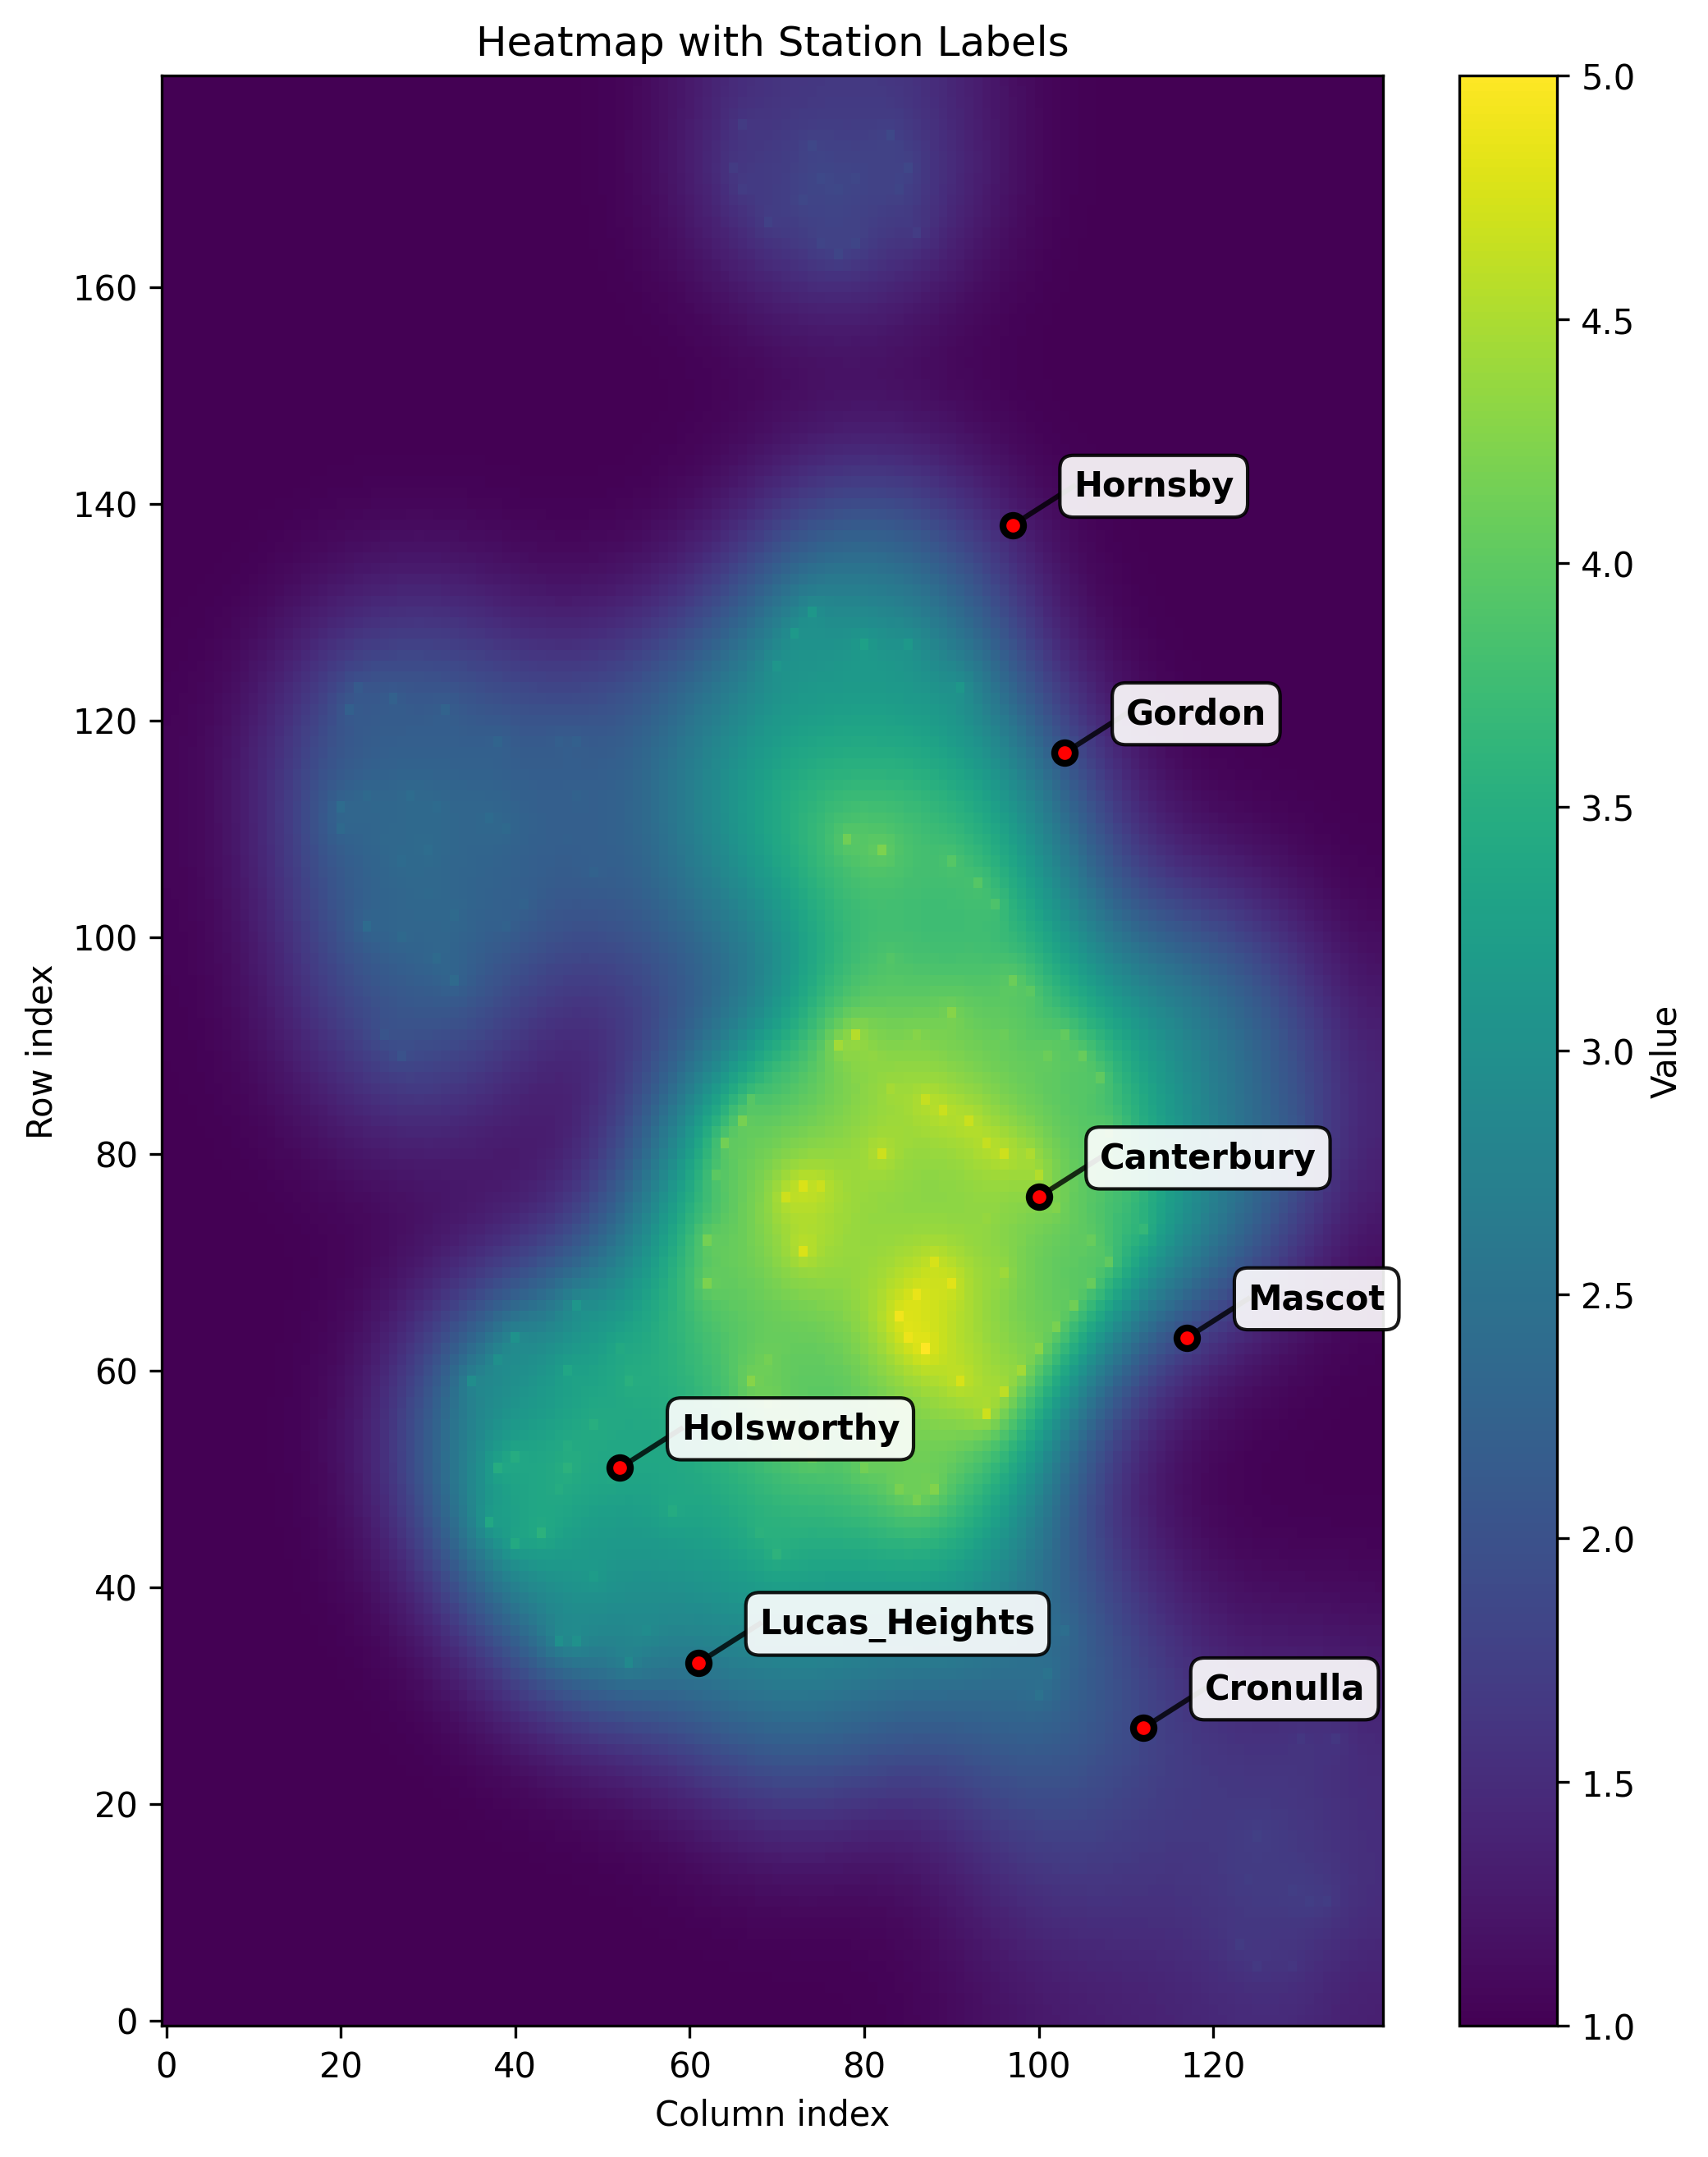 Heatmap with Station Labels
5.0
4.5
4.0
3.5
3.0
2.5
2.0
1.5
1.0
Value
160
140
120
100
80
60
40
20
0
Row index
Hornsby
Gordon
Canterbury
Mascot
Holsworthy
Lucas_Heights
Cronulla
0 20 40 60 80 100 120
Column index